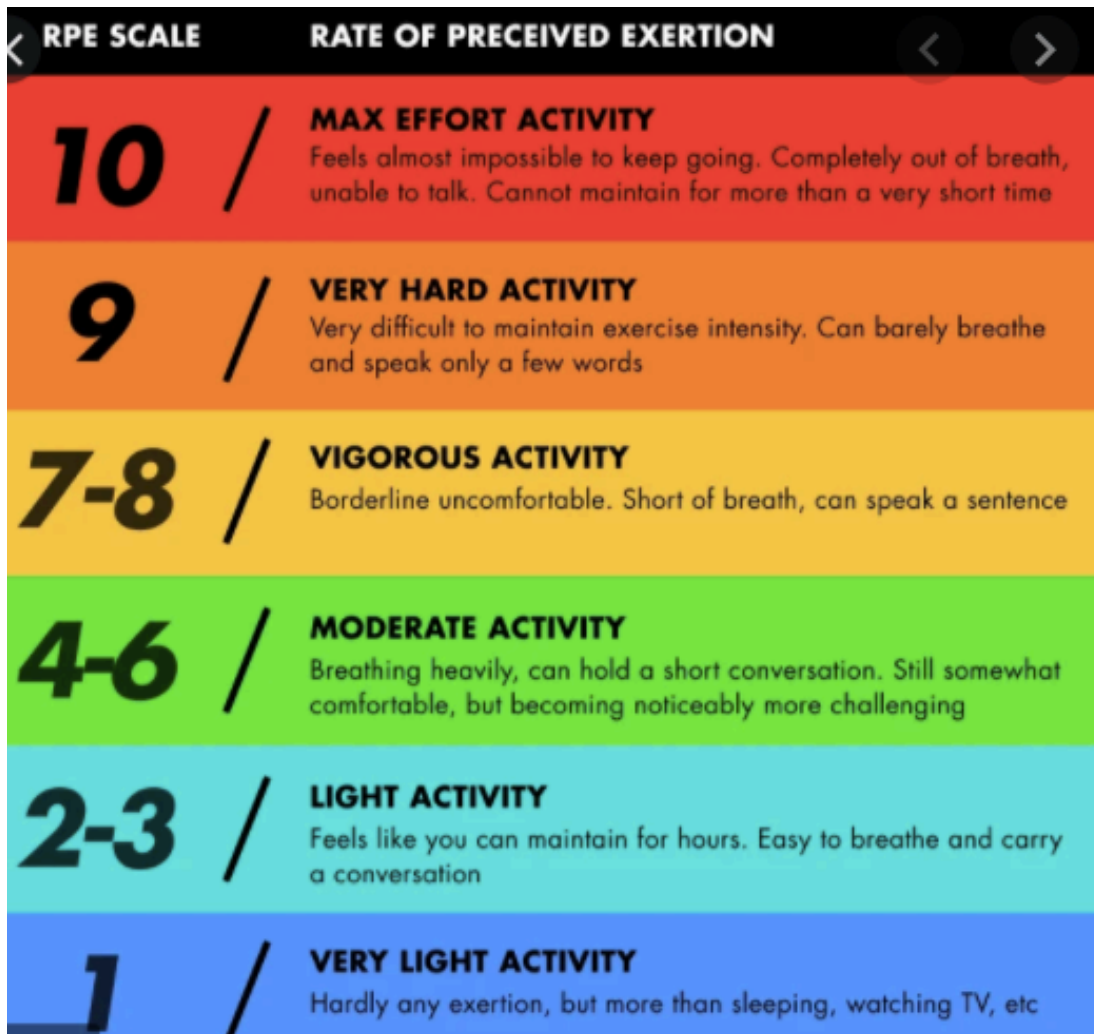 RPE SCALE RATE OF PRECEIVED EXERTION
10 / MAX EFFORT ACTIVITY
Feels almost impossible to keep going. Completely out of breath,
unable to talk. Cannot maintain for more than a very short time
9 / VERY HARD ACTIVITY
Very difficult to maintain exercise intensity. Can barely breathe
and speak only a few words
7-8 / VIGOROUS ACTIVITY
Borderline uncomfortable. Short of breath, can speak a sentence
4-6 / MODERATE ACTIVITY
Breathing heavily, can hold a short conversation. Still somewhat
comfortable, but becoming noticeably more challenging
2-3 / LIGHT ACTIVITY
Feels like you can maintain for hours. Easy to breathe and carry
a conversation
1 / VERY LIGHT ACTIVITY
Hardly any exertion, but more than sleeping, watching TV, etc